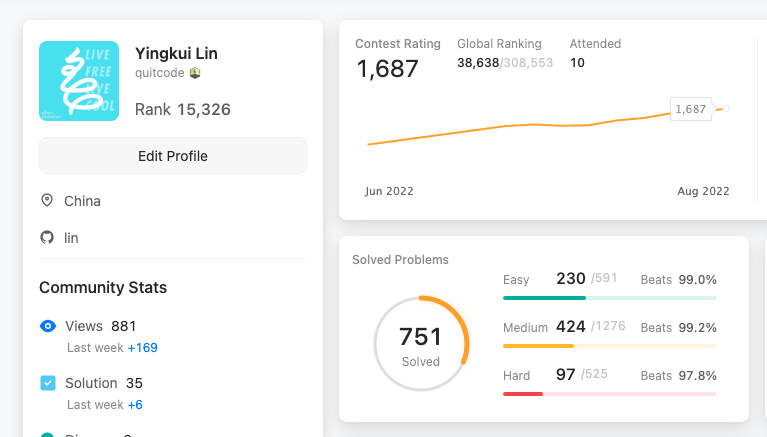 LIVE
FREE
LIVE
COOL
Yingkui Lin
quitcode
Rank 15,326
Edit Profile
China
lin
Community Stats
Views 881
Last week +169
Solution 35
Last week +6
Contest Rating
1,687
Global Ranking
38,638/308,553
Attended
10
1,687
Jun 2022
Aug 2022
Solved Problems
751
Solved
Easy 230 /591 Beats 99.0%
Medium 424 /1276 Beats 99.2%
Hard 97 /525 Beats 97.8%